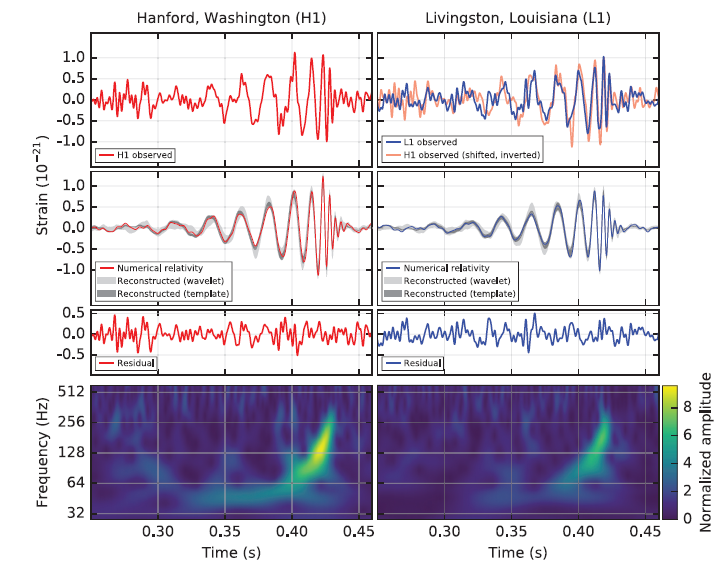 Hanford, Washington (H1)
Livingston, Louisiana (L1)
Strain (10⁻²¹)
1.0
0.5
0.0
-0.5
-1.0
H1 observed
L1 observed
H1 observed (shifted, inverted)
1.0
0.5
0.0
-0.5
-1.0
Numerical relativity
Reconstructed (wavelet)
Reconstructed (template)
Numerical relativity
Reconstructed (wavelet)
Reconstructed (template)
0.5
0.0
-0.5
Residual
Residual
Frequency (Hz)
512
256
128
64
32
0.30
0.35
0.40
0.45
Time (s)
0.30
0.35
0.40
0.45
Time (s)
8
6
4
2
0
Normalized amplitude